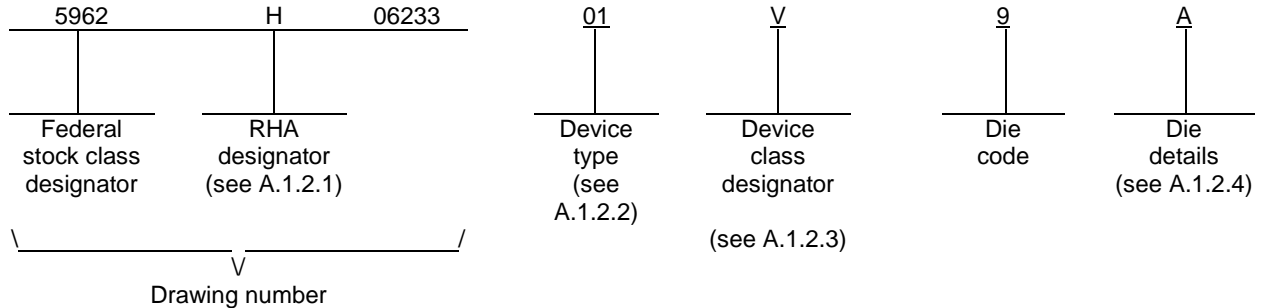 5962 H 06233 01 V 9 A
Federal stock class designator
RHA designator (see A.1.2.1)
Device type (see A.1.2.2)
Device class designator (see A.1.2.3)
Die code
Die details (see A.1.2.4)
\ /
\/
Drawing number